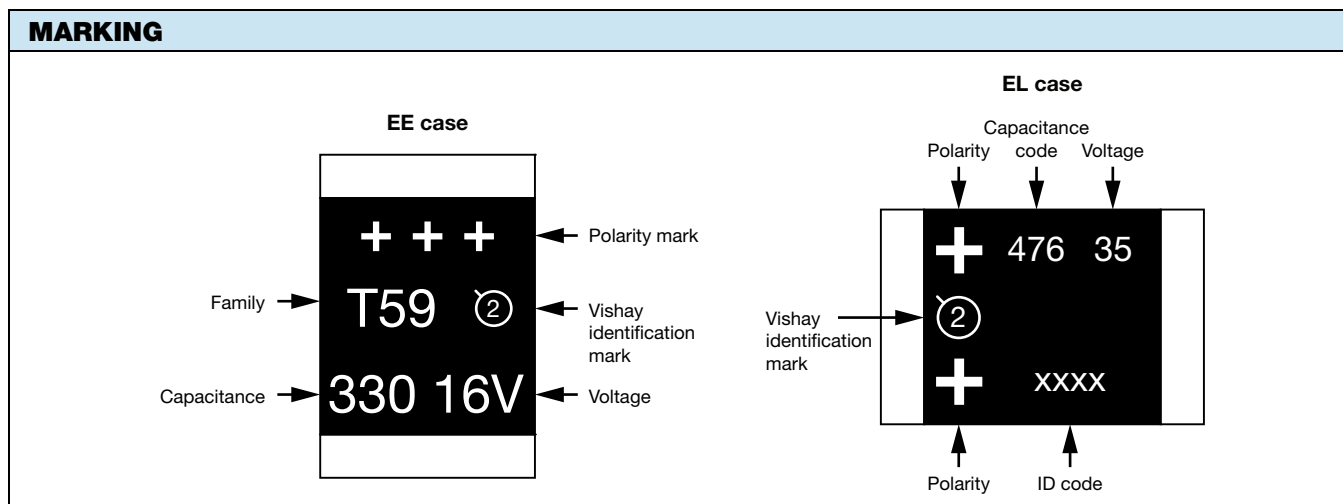 MARKING
EE case
+ + +
Polarity mark
Family
T59 2
Vishay
identification
mark
Capacitance
330 16V
Voltage
EL case
Capacitance
Polarity code Voltage
+ 476 35
Vishay
identification
mark
2
+ xxxx
Polarity ID code